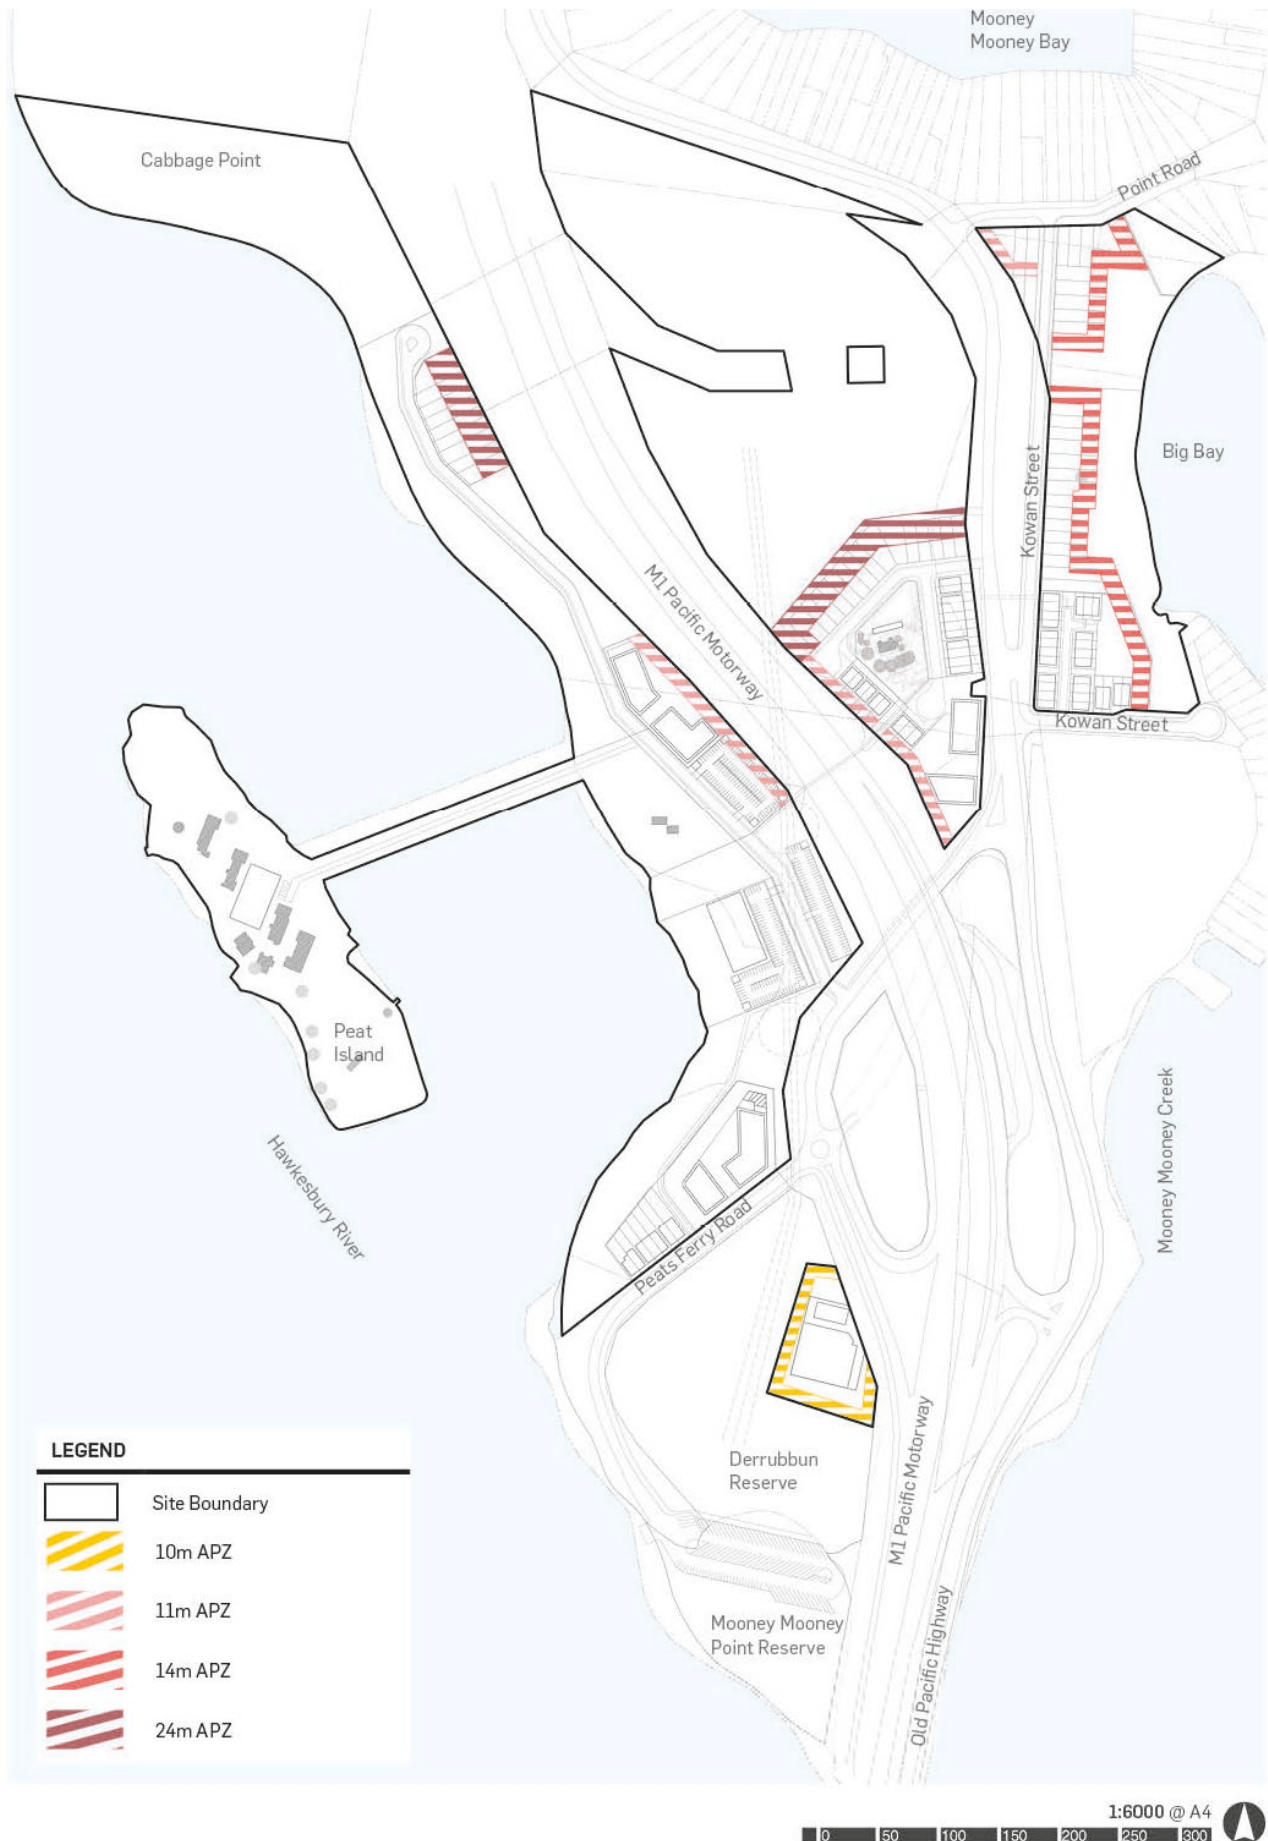 Mooney
Mooney Bay
Cabbage Point
Point Road
Big Bay
Kowan Street
M1 Pacific Motorway
Kowan Street
Peat
Island
Hawkesbury River
Mooney Mooney Creek
Peats Ferry Road
Derrubbun
Reserve
M1 Pacific Motorway
Old Pacific Highway
Mooney Mooney
Point Reserve
LEGEND
Site Boundary
10m APZ
11m APZ
14m APZ
24m APZ
1:6000 @ A4
0 50 100 150 200 250 300